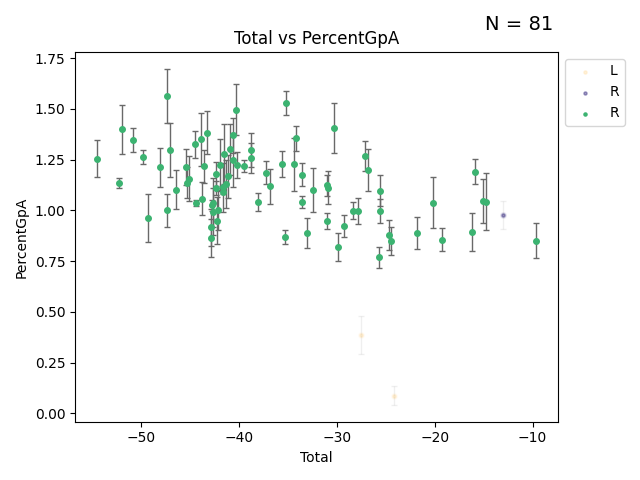 N = 81
Total vs PercentGpA
PercentGpA
1.75
1.50
1.25
1.00
0.75
0.50
0.25
0.00
−50
−40
−30
−20
−10
Total
L
R
R